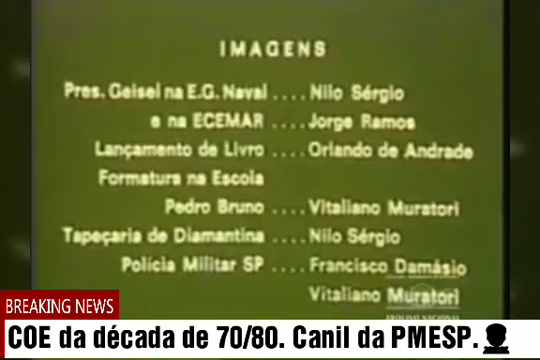 IMAGENS
Pres. Geisel na E.G. Naval .... Nilo Sérgio
e na ECEMAR .... Jorge Ramos
Lançamento de Livro .... Orlando de Andrade
Formatura na Escola
Pedro Bruno .... Vitaliano Muratori
Tapeçaria de Diamantina .... Nilo Sérgio
Polícia Militar SP .... Francisco Damásio
Vitaliano Muratori
ARQUIVO NACIONAL
BREAKING NEWS
COE da década de 70/80. Canil da PMESP.